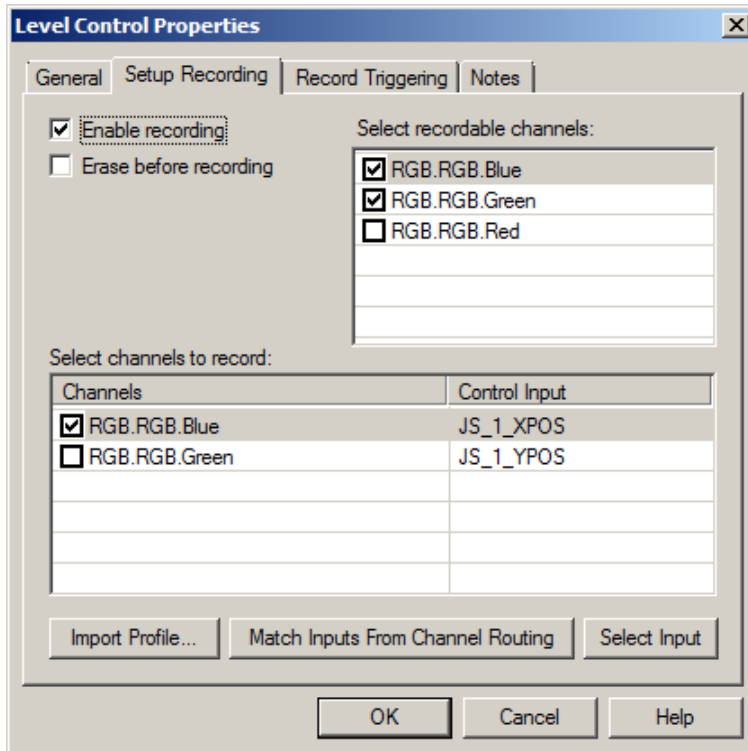 Level Control Properties
General Setup Recording Record Triggering Notes
Enable recording
Erase before recording
Select recordable channels:
RGB.RGB.Blue
RGB.RGB.Green
RGB.RGB.Red
Select channels to record:
Channels Control Input
RGB.RGB.Blue JS_1_XPOS
RGB.RGB.Green JS_1_YPOS
Import Profile... Match Inputs From Channel Routing Select Input
OK Cancel Help